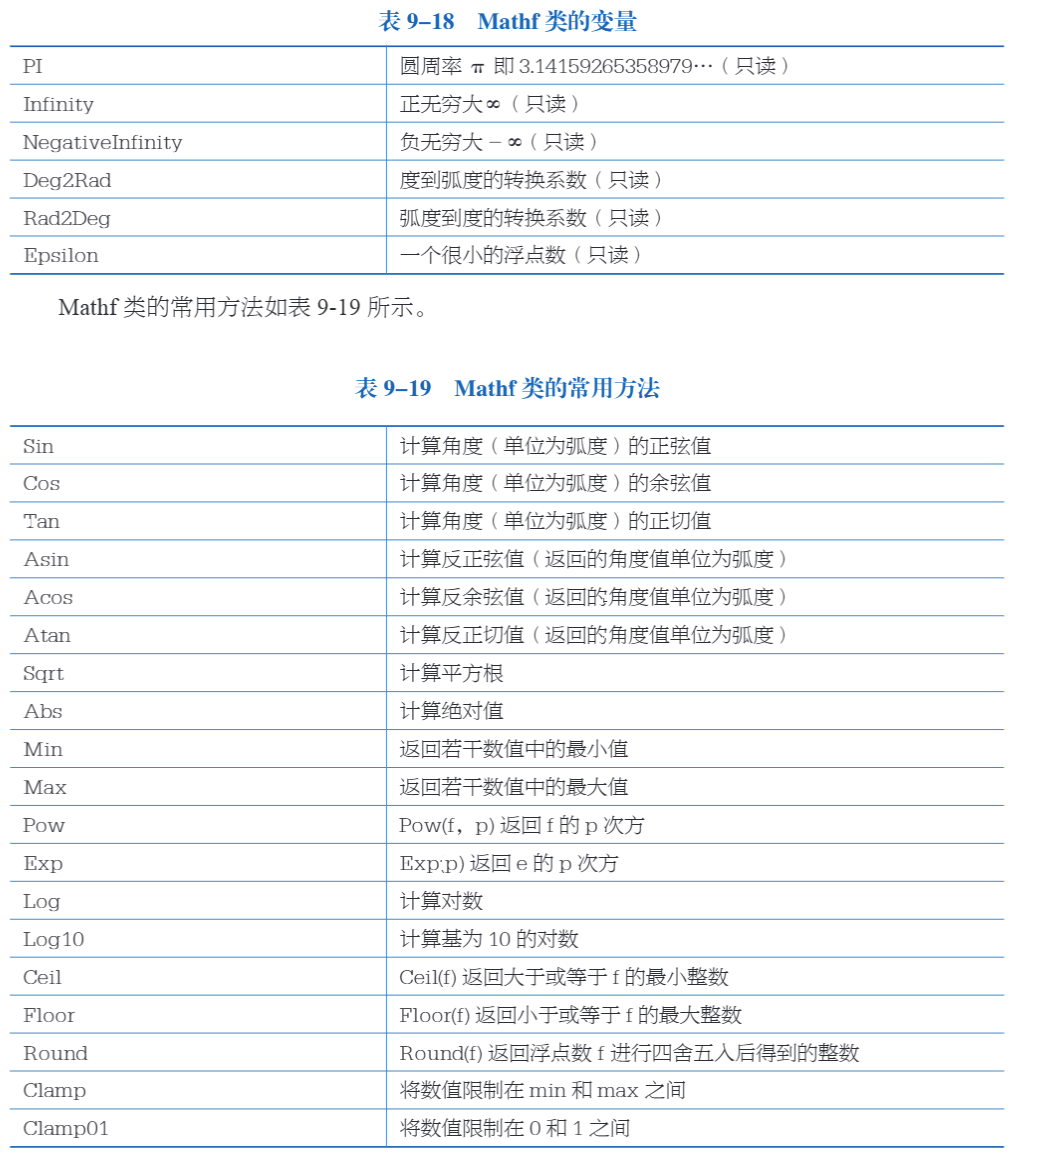 表 9–18 Mathf 类的变量
PI 圆周率 π 即 3.14159265358979…（只读）
Infinity 正无穷大∞（只读）
NegativeInfinity 负无穷大 – ∞（只读）
Deg2Rad 度到弧度的转换系数（只读）
Rad2Deg 弧度到度的转换系数（只读）
Epsilon 一个很小的浮点数（只读）
Mathf 类的常用方法如表 9-19 所示。
表 9–19 Mathf 类的常用方法
Sin 计算角度（单位为弧度）的正弦值
Cos 计算角度（单位为弧度）的余弦值
Tan 计算角度（单位为弧度）的正切值
Asin 计算反正弦值（返回的角度值单位为弧度）
Acos 计算反余弦值（返回的角度值单位为弧度）
Atan 计算反正切值（返回的角度值单位为弧度）
Sqrt 计算平方根
Abs 计算绝对值
Min 返回若干数值中的最小值
Max 返回若干数值中的最大值
Pow Pow(f，p) 返回 f 的 p 次方
Exp Exp;p) 返回 e 的 p 次方
Log 计算对数
Log10 计算基为 10 的对数
Ceil Ceil(f) 返回大于或等于 f 的最小整数
Floor Floor(f) 返回小于或等于 f 的最大整数
Round Round(f) 返回浮点数 f 进行四舍五入后得到的整数
Clamp 将数值限制在 min 和 max 之间
Clamp01 将数值限制在 0 和 1 之间